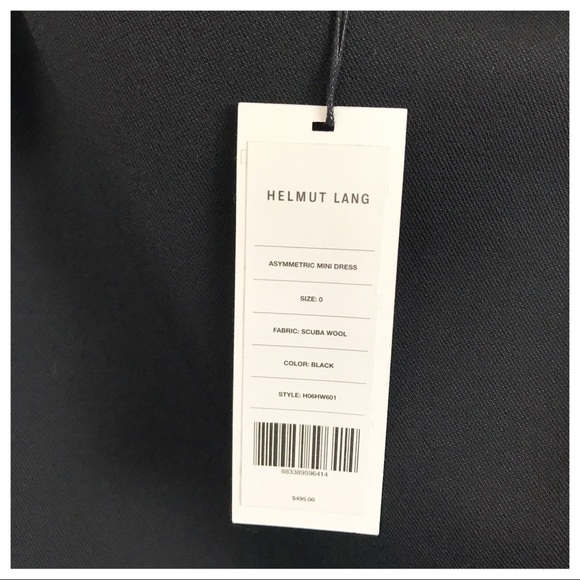 HELMUT LANG
ASYMMETRIC MINI DRESS
SIZE: 0
FABRIC: SCUBA WOOL
COLOR: BLACK
STYLE: H06HW601
883389596414
$495.00